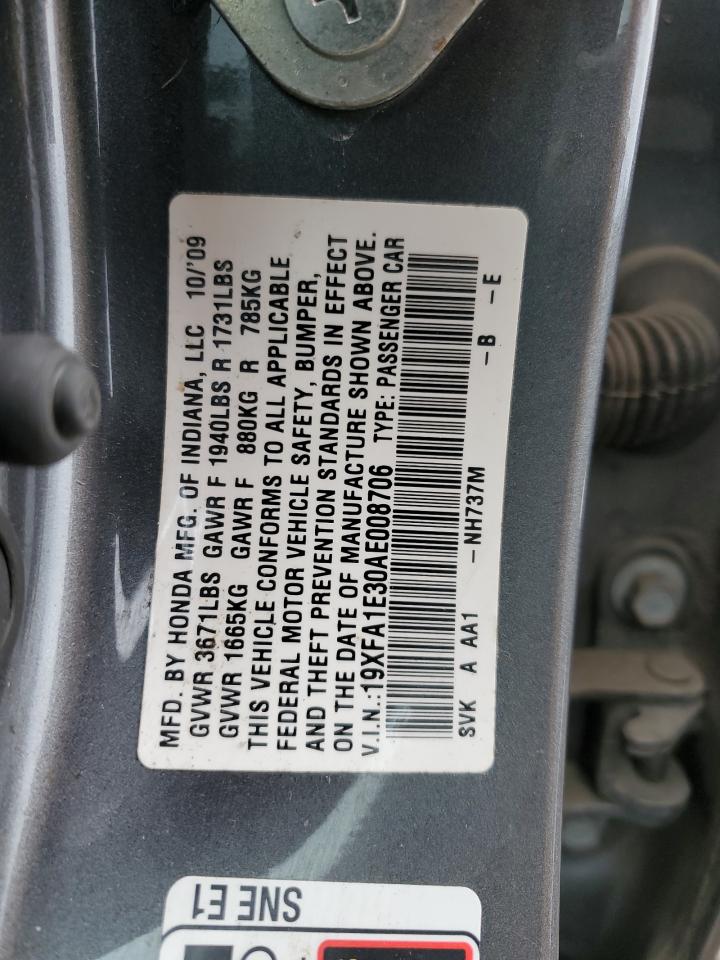 MFD. BY HONDA MFG. OF INDIANA, LLC 10/'09
GVWR 3671LBS GAWR F 1940LBS R 1731LBS
GVWR 1665KG GAWR F 880KG R 785KG
THIS VEHICLE CONFORMS TO ALL APPLICABLE
FEDERAL MOTOR VEHICLE SAFETY, BUMPER,
AND THEFT PREVENTION STANDARDS IN EFFECT
ON THE DATE OF MANUFACTURE SHOWN ABOVE.
V.I.N.:19XFA1E30AE008706 TYPE: PASSENGER CAR
SVK A AA1 -NH737M -B -E
SNE E1